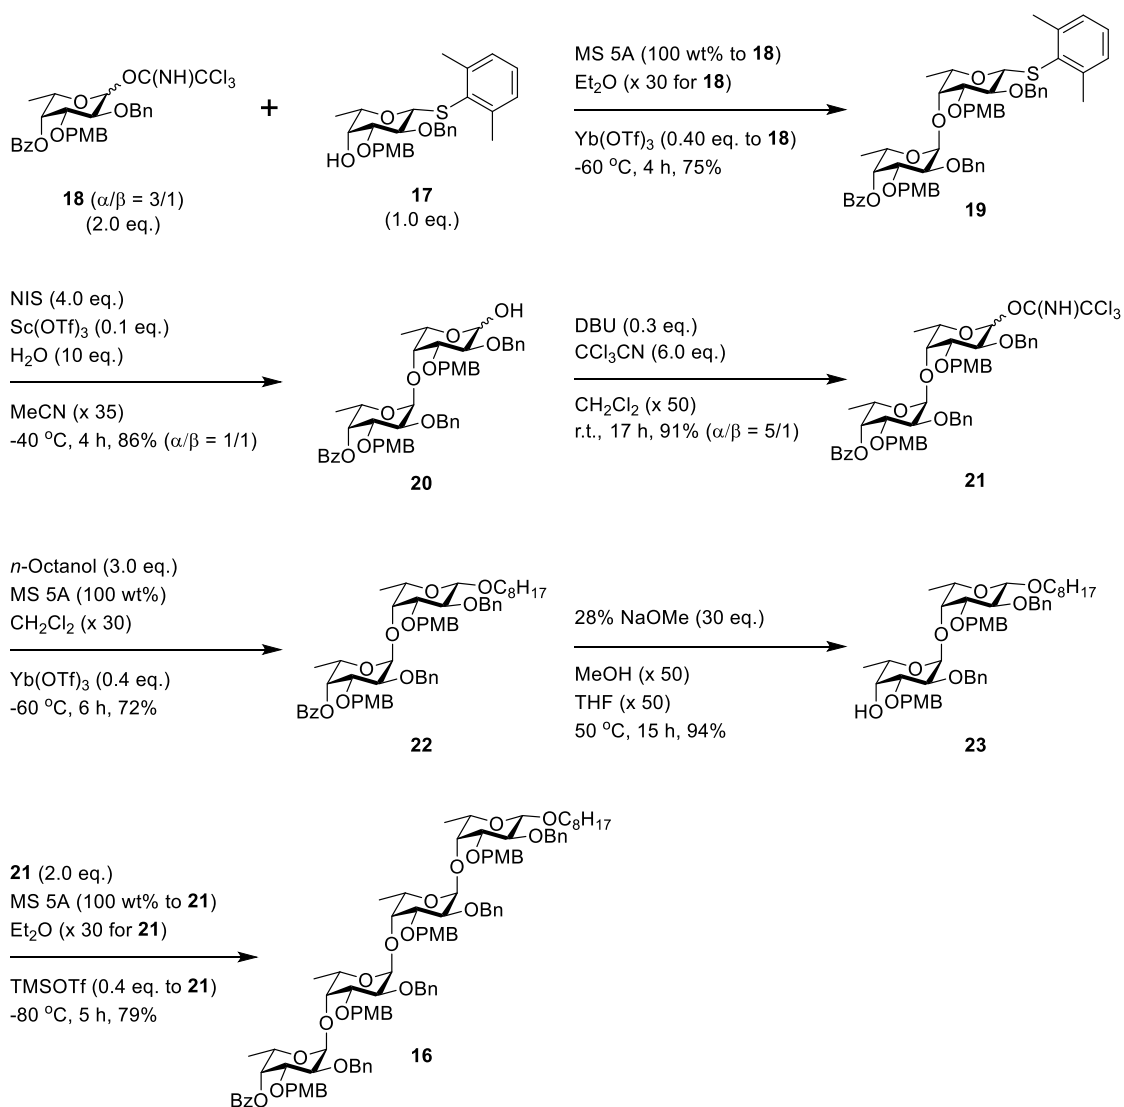 OC(NH)CCl3
O
OBn
OPMB
BzO
18 (α/β = 3/1)
(2.0 eq.)
+
S
O
OBn
OPMB
HO
17
(1.0 eq.)
MS 5A (100 wt% to 18)
Et2O (x 30 for 18)
Yb(OTf)3 (0.40 eq. to 18)
-60 oC, 4 h, 75%
S
O
OBn
OPMB
O
O
OBn
OPMB
BzO
19
NIS (4.0 eq.)
Sc(OTf)3 (0.1 eq.)
H2O (10 eq.)
MeCN (x 35)
-40 oC, 4 h, 86% (α/β = 1/1)
OH
O
OBn
OPMB
O
O
OBn
OPMB
BzO
20
DBU (0.3 eq.)
CCl3CN (6.0 eq.)
CH2Cl2 (x 50)
r.t., 17 h, 91% (α/β = 5/1)
OC(NH)CCl3
O
OBn
OPMB
O
O
OBn
OPMB
BzO
21
n-Octanol (3.0 eq.)
MS 5A (100 wt%)
CH2Cl2 (x 30)
Yb(OTf)3 (0.4 eq.)
-60 oC, 6 h, 72%
OC8H17
O
OBn
OPMB
O
O
OBn
OPMB
BzO
22
28% NaOMe (30 eq.)
MeOH (x 50)
THF (x 50)
50 oC, 15 h, 94%
OC8H17
O
OBn
OPMB
O
O
OBn
OPMB
HO
23
21 (2.0 eq.)
MS 5A (100 wt% to 21)
Et2O (x 30 for 21)
TMSOTf (0.4 eq. to 21)
-80 oC, 5 h, 79%
OC8H17
O
OBn
OPMB
O
O
OBn
OPMB
O
O
OBn
OPMB
O
O
OBn
OPMB
BzO
16